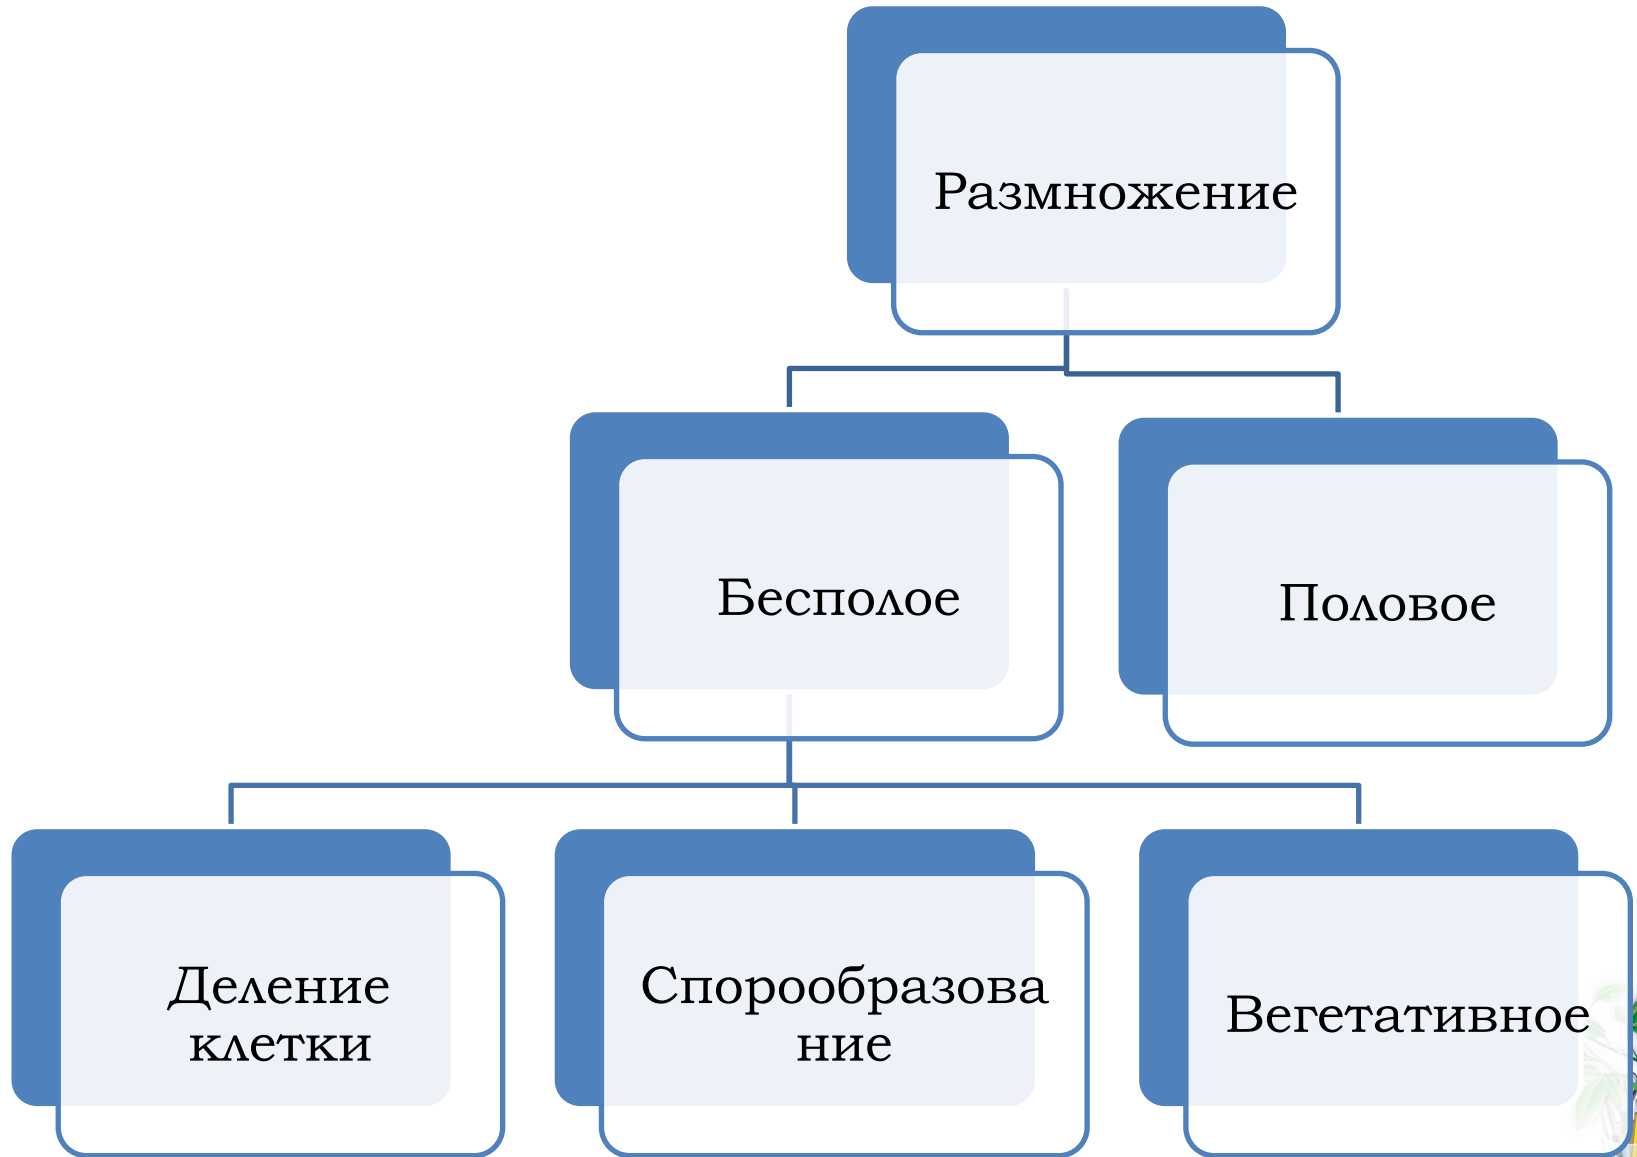 Размножение
Бесполое
Половое
Деление
клетки
Спорообразова
ние
Вегетативное